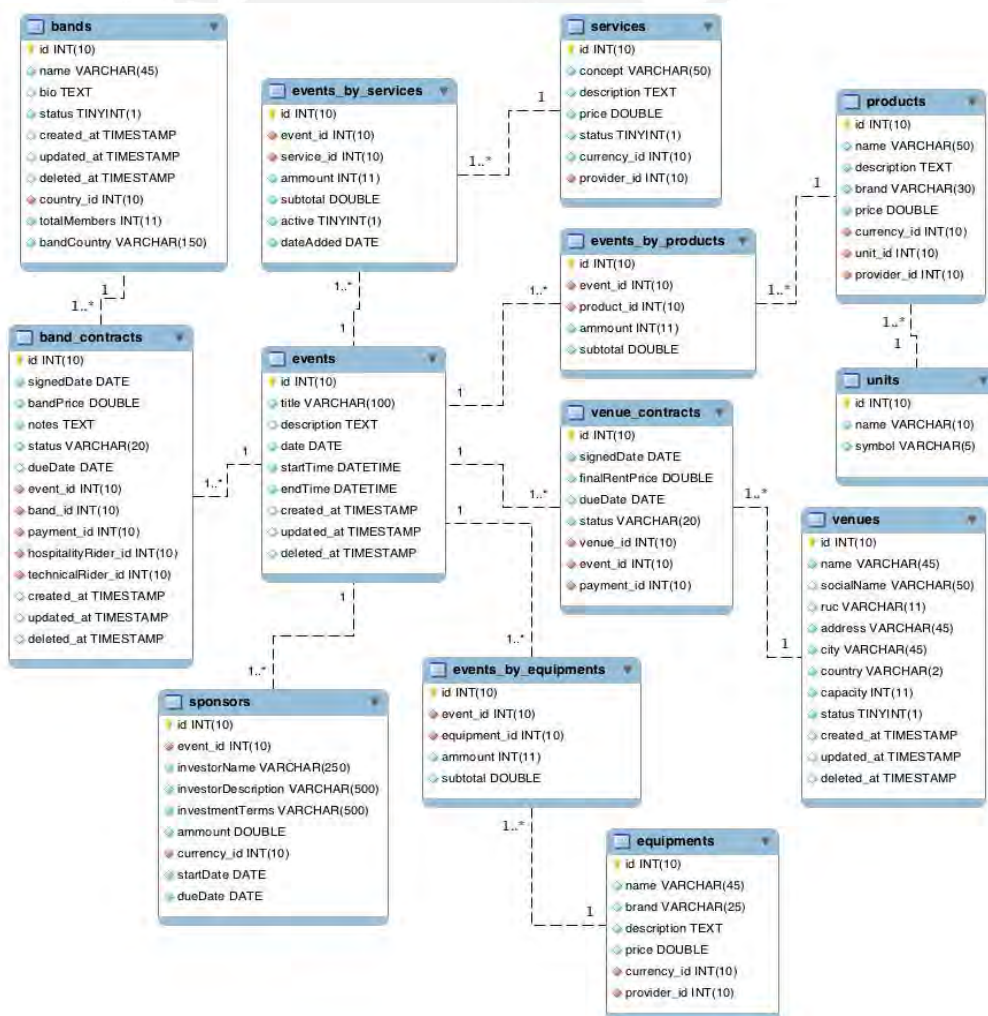 bands
id INT(10)
name VARCHAR(45)
bio TEXT
status TINYINT(1)
created_at TIMESTAMP
updated_at TIMESTAMP
deleted_at TIMESTAMP
country_id INT(10)
totalMembers INT(11)
bandCountry VARCHAR(150)
1
1..*
events_by_services
id INT(10)
event_id INT(10)
service_id INT(10)
ammount INT(11)
subtotal DOUBLE
active TINYINT(1)
dateAdded DATE
1
1..*
1..*
1
services
id INT(10)
concept VARCHAR(50)
description TEXT
price DOUBLE
status TINYINT(1)
currency_id INT(10)
provider_id INT(10)
products
id INT(10)
name VARCHAR(50)
description TEXT
brand VARCHAR(30)
price DOUBLE
currency_id INT(10)
unit_id INT(10)
provider_id INT(10)
1
1..*
1..*
1
events_by_products
id INT(10)
event_id INT(10)
product_id INT(10)
ammount INT(11)
subtotal DOUBLE
1..*
1
band_contracts
id INT(10)
signedDate DATE
bandPrice DOUBLE
notes TEXT
status VARCHAR(20)
dueDate DATE
event_id INT(10)
band_id INT(10)
payment_id INT(10)
hospitalityRider_id INT(10)
technicalRider_id INT(10)
created_at TIMESTAMP
updated_at TIMESTAMP
deleted_at TIMESTAMP
1
1..*
events
id INT(10)
title VARCHAR(100)
description TEXT
date DATE
startTime DATETIME
endTime DATETIME
created_at TIMESTAMP
updated_at TIMESTAMP
deleted_at TIMESTAMP
1
1..*
1
1..*
1
1..*
units
id INT(10)
name VARCHAR(10)
symbol VARCHAR(5)
venue_contracts
id INT(10)
signedDate DATE
finalRentPrice DOUBLE
dueDate DATE
status VARCHAR(20)
venue_id INT(10)
event_id INT(10)
payment_id INT(10)
1..*
1
venues
id INT(10)
name VARCHAR(45)
socialName VARCHAR(50)
ruc VARCHAR(11)
address VARCHAR(45)
city VARCHAR(45)
country VARCHAR(2)
capacity INT(11)
status TINYINT(1)
created_at TIMESTAMP
updated_at TIMESTAMP
deleted_at TIMESTAMP
sponsors
id INT(10)
event_id INT(10)
investorName VARCHAR(250)
investorDescription VARCHAR(500)
investmentTerms VARCHAR(500)
ammount DOUBLE
currency_id INT(10)
startDate DATE
dueDate DATE
events_by_equipments
id INT(10)
event_id INT(10)
equipment_id INT(10)
ammount INT(11)
subtotal DOUBLE
1..*
1
equipments
id INT(10)
name VARCHAR(45)
brand VARCHAR(25)
description TEXT
price DOUBLE
currency_id INT(10)
provider_id INT(10)